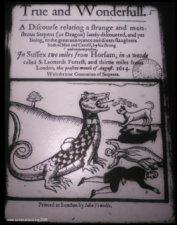 True and Wonderfull.
A Discourse relating a strange and mon-
strous Serpent (or Dragon) lately discouered, and yet
liuing, to the great annoyance and diuers slaughters
both of Men and Cattell, by his strong
and violent poyson,
In Sussex two miles from Horsam, in a woode
called S. Leonards Forrest, and thirtie miles from
London, this present month of August. 1614.
With the true Generation of Serpents.
Printed at London by John Trundle.